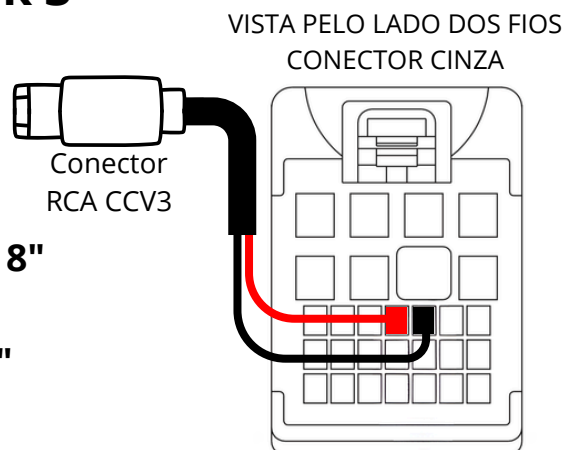 VISTA PELO LADO DOS FIOS
CONECTOR CINZA
Conector
RCA CCV3
8"
"